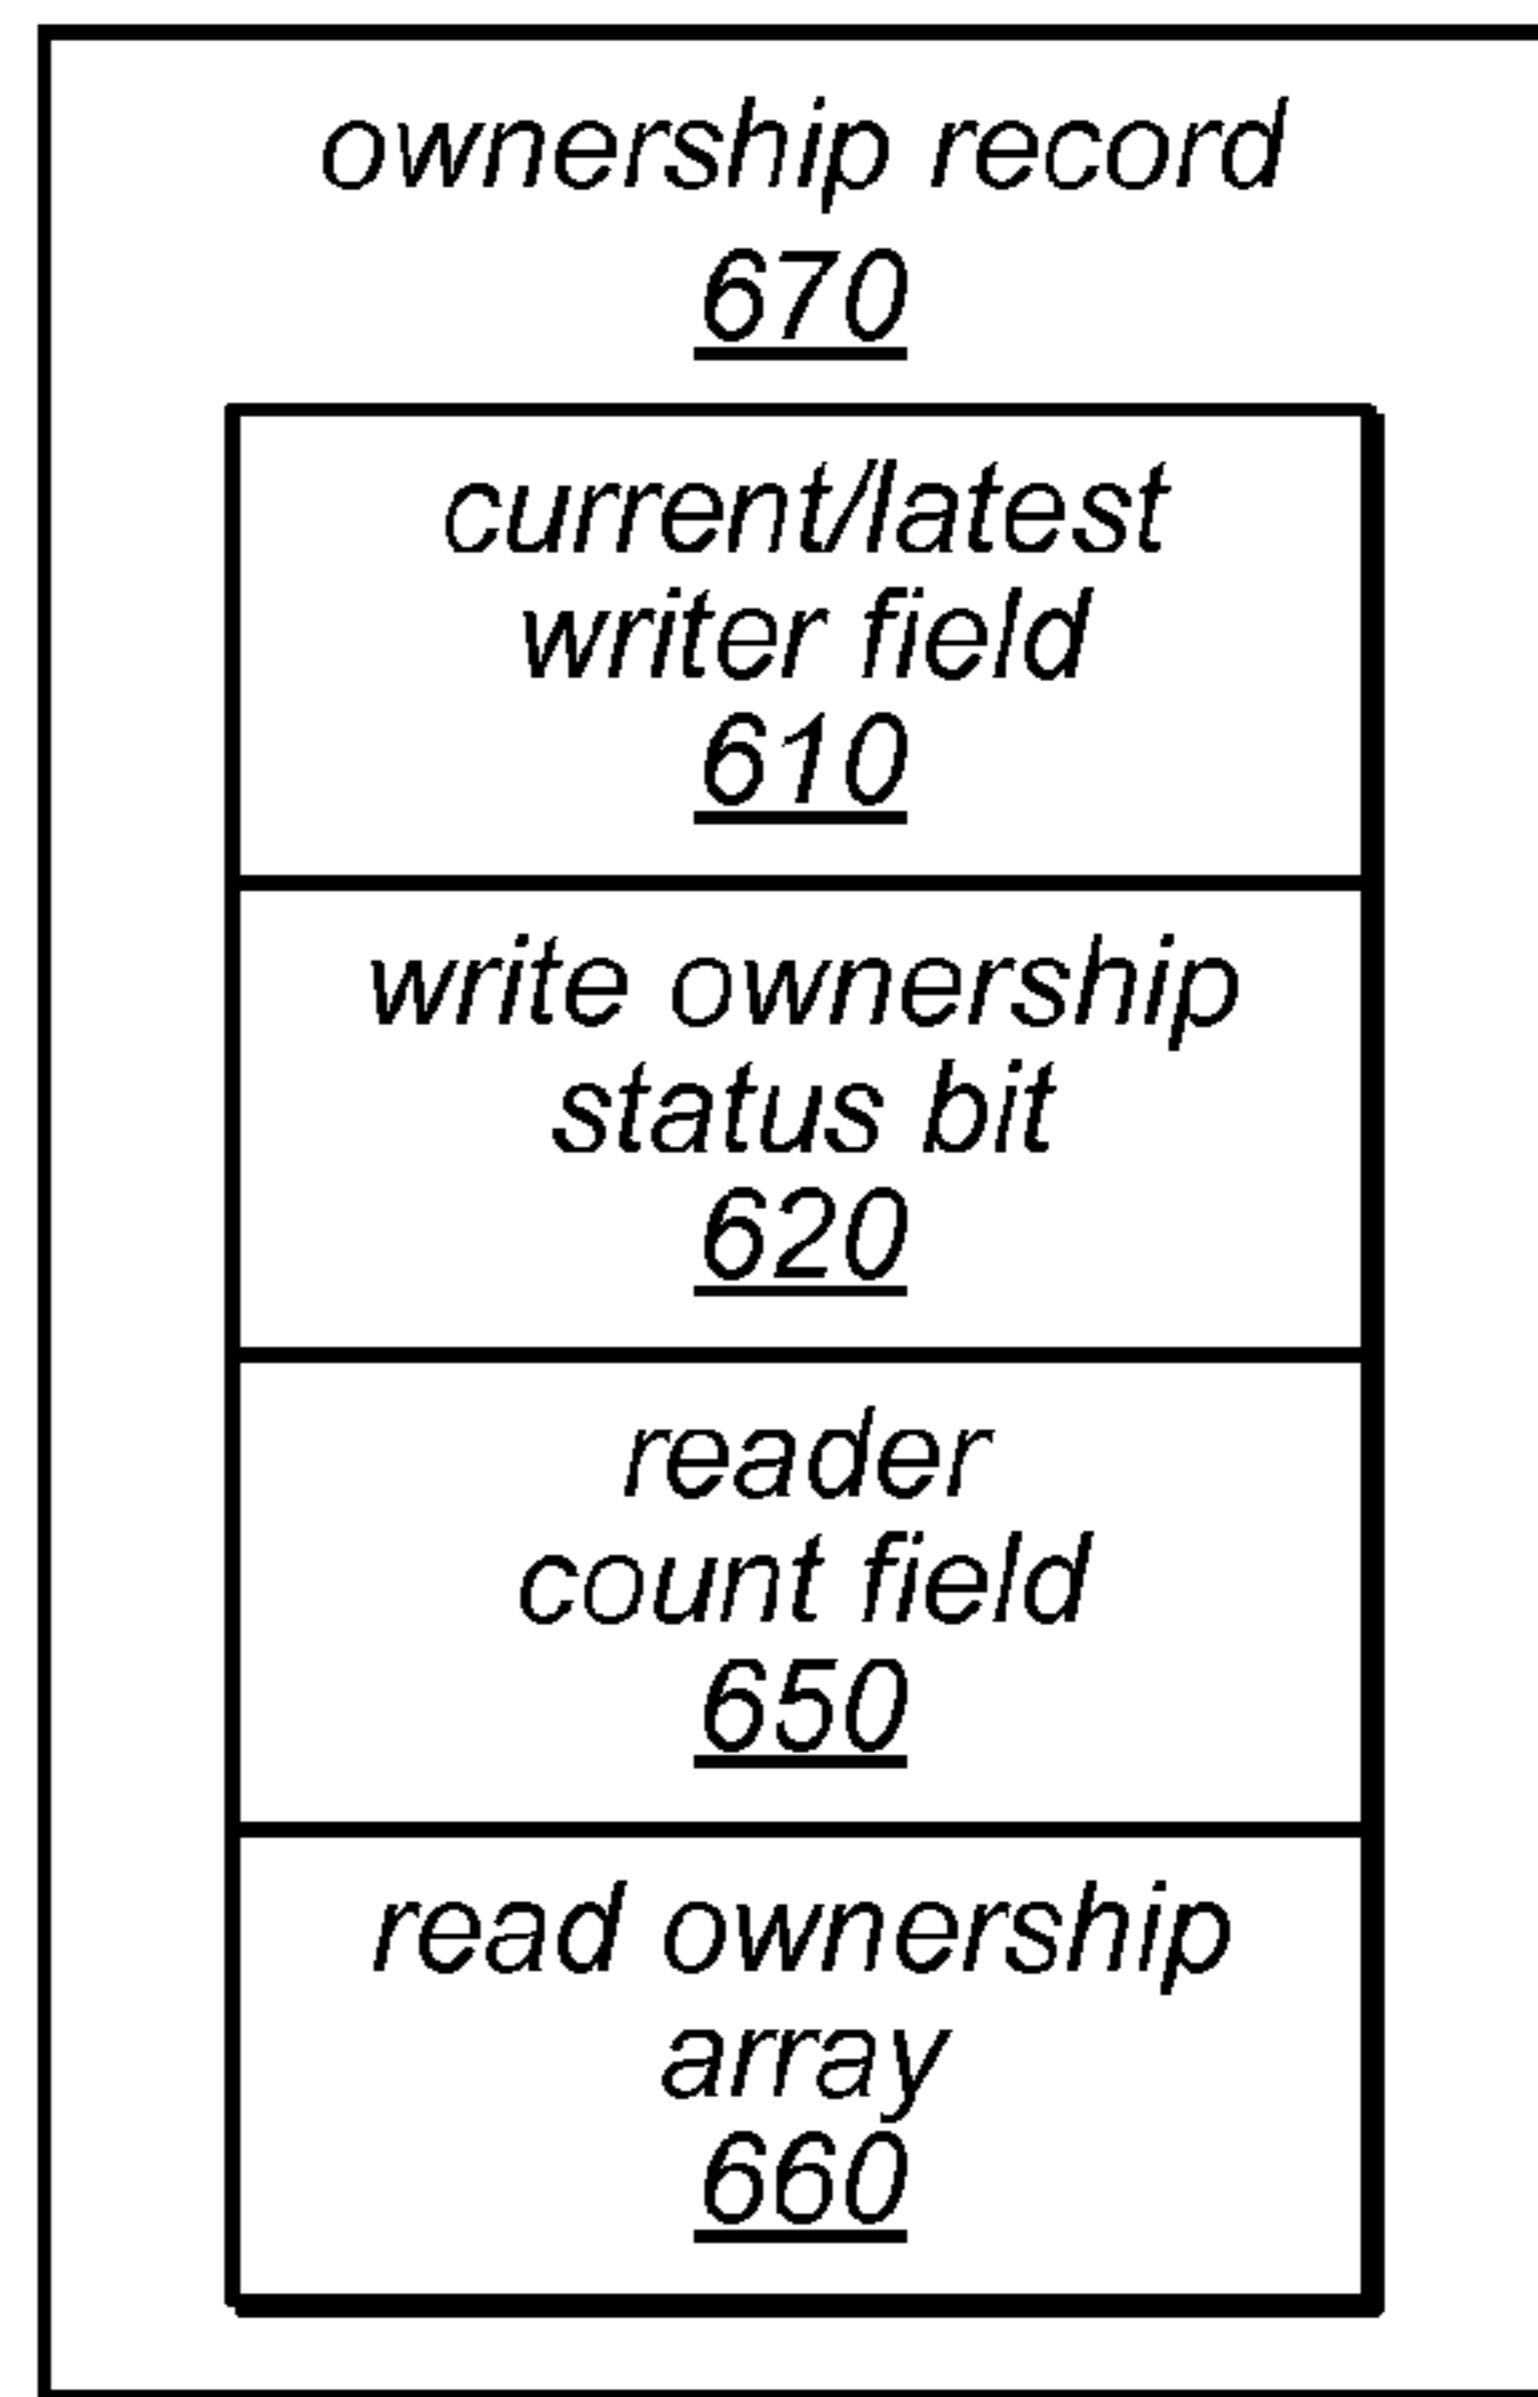 ownership record
670
current/latest
writer field
610
write ownership
status bit
620
reader
count field
650
read ownership
array
660